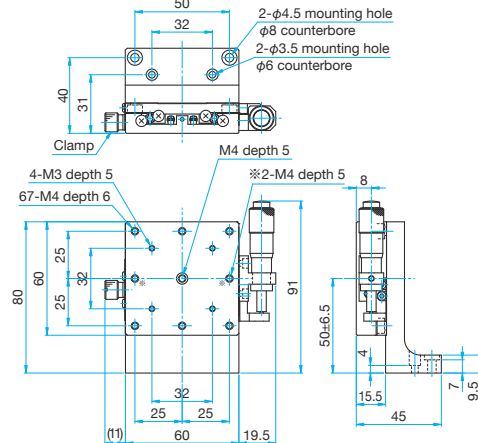 50
32
2-φ4.5 mounting hole
φ8 counterbore
2-φ3.5 mounting hole
φ6 counterbore
40
31
Clamp
M4 depth 5
4-M3 depth 5
※2-M4 depth 5
67-M4 depth 6
8
80
60
25
32
25
※
※
91
50±6.5
4
7
9.5
32
25
25
15.5
45
(11)
60
19.5